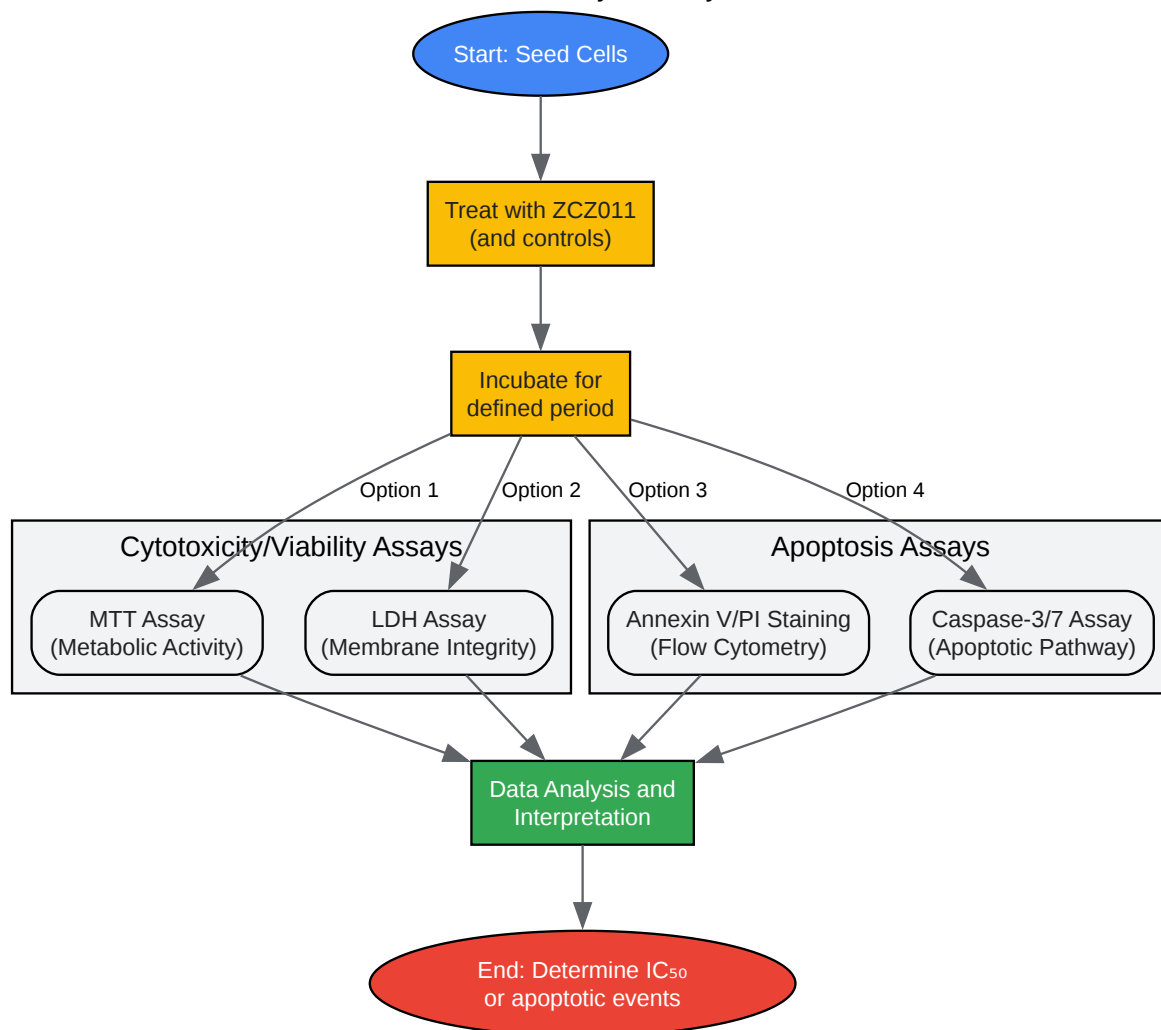 Start: Seed Cells
Treat with ZCZ011
(and controls)
Incubate for
defined period
Option 1
Option 2
Option 3
Option 4
Cytotoxicity/Viability Assays
Apoptosis Assays
MTT Assay
(Metabolic Activity)
LDH Assay
(Membrane Integrity)
Annexin V/PI Staining
(Flow Cytometry)
Caspase-3/7 Assay
(Apoptotic Pathway)
Data Analysis and
Interpretation
End: Determine IC₅₀
or apoptotic events